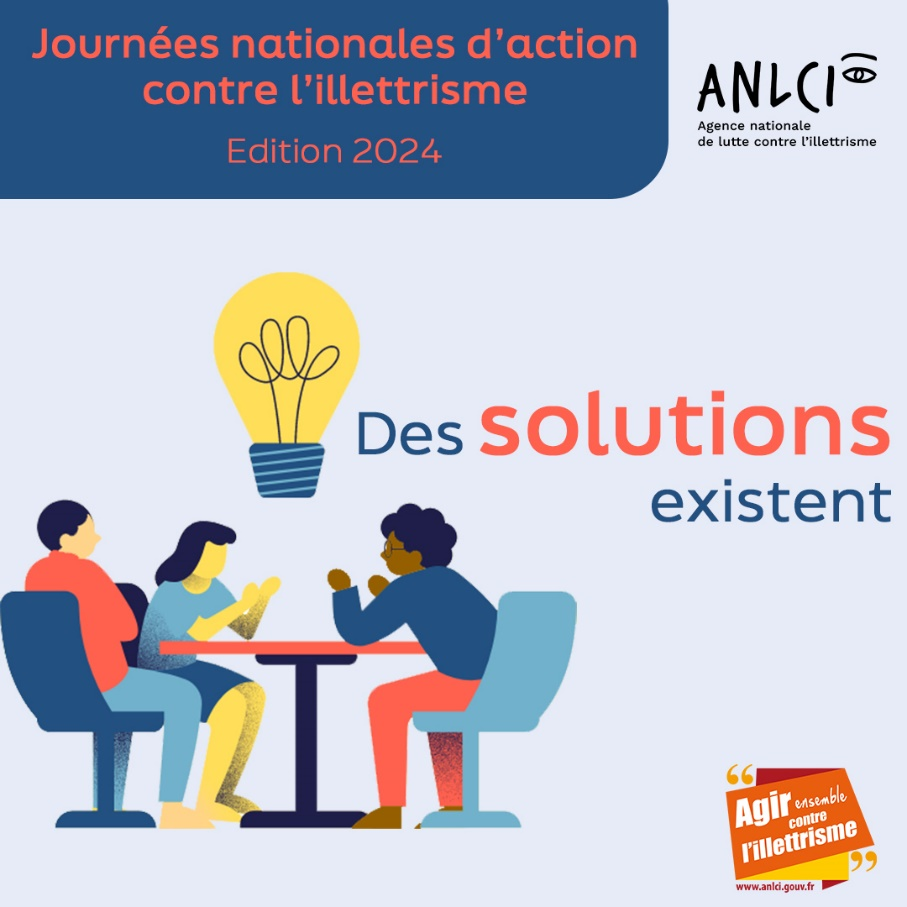 Journées nationales d'action
contre l'illettrisme
Edition 2024
ANLCI
Agence nationale
de lutte contre l'illettrisme
Des solutions
existent
“
Agir ensemble
contre
l'illettrisme
”
www.anlci.gouv.fr